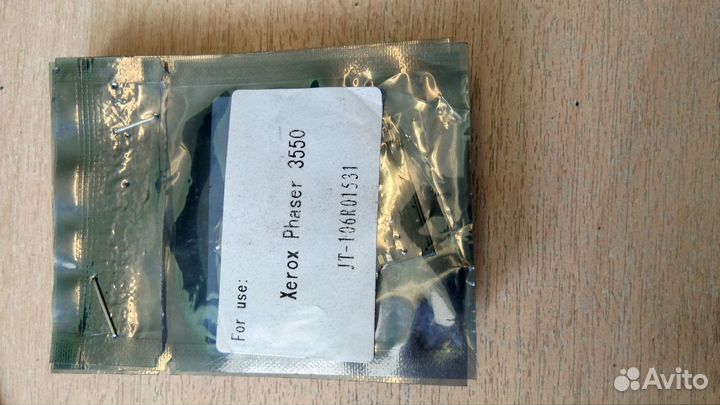 For use:
Xerox Phaser 3550
JT-106R01531
Avito